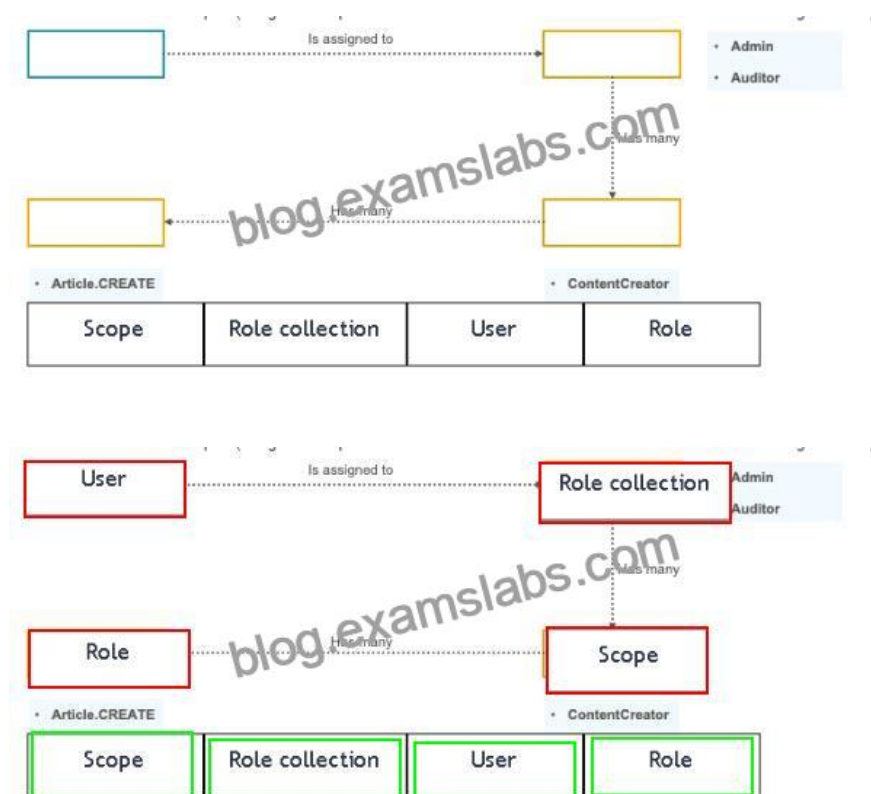 Is assigned to
• Admin
• Auditor
Has many
Has many
blog.examslabs.com
• Article.CREATE
• ContentCreator
Scope
Role collection
User
Role
User
Is assigned to
Role collection
Admin
Auditor
Has many
Role
Has many
Scope
blog.examslabs.com
• Article.CREATE
• ContentCreator
Scope
Role collection
User
Role